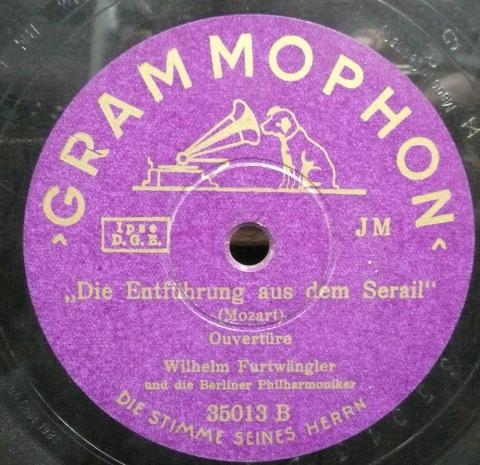 ›GRAMMOPHON‹
Ipse
D.G.E.
JM
„Die Entführung aus dem Serail“
(Mozart).
Ouvertüre
Wilhelm Furtwängler
und die Berliner Philharmoniker
35013 B
DIE STIMME SEINES HERRN